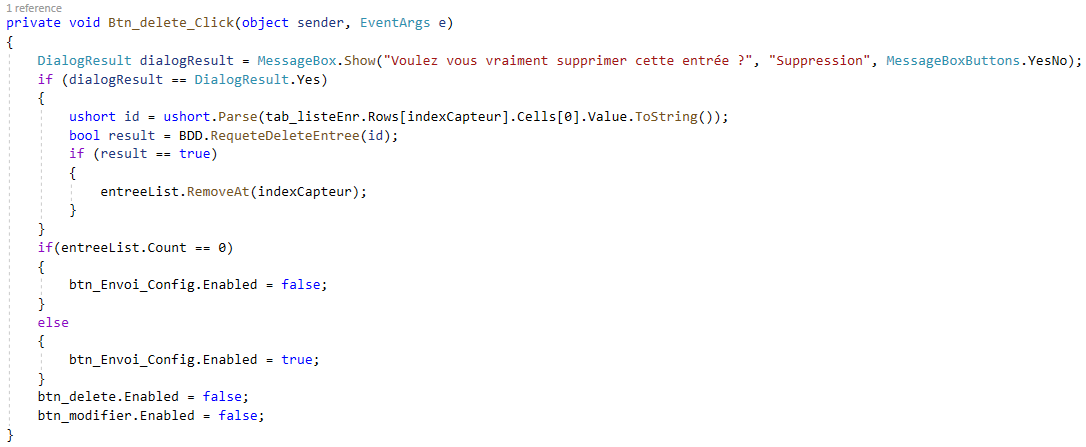 1 reference
private void Btn_delete_Click(object sender, EventArgs e)
{
    DialogResult dialogResult = MessageBox.Show("Voulez vous vraiment supprimer cette entrée ?", "Suppression", MessageBoxButtons.YesNo);
    if (dialogResult == DialogResult.Yes)
    {
        ushort id = ushort.Parse(tab_listeEnr.Rows[indexCapteur].Cells[0].Value.ToString());
        bool result = BDD.RequeteDeleteEntree(id);
        if (result == true)
        {
            entreeList.RemoveAt(indexCapteur);
        }
    }
    if(entreeList.Count == 0)
    {
        btn_Envoi_Config.Enabled = false;
    }
    else
    {
        btn_Envoi_Config.Enabled = true;
    }
    btn_delete.Enabled = false;
    btn_modifier.Enabled = false;
}